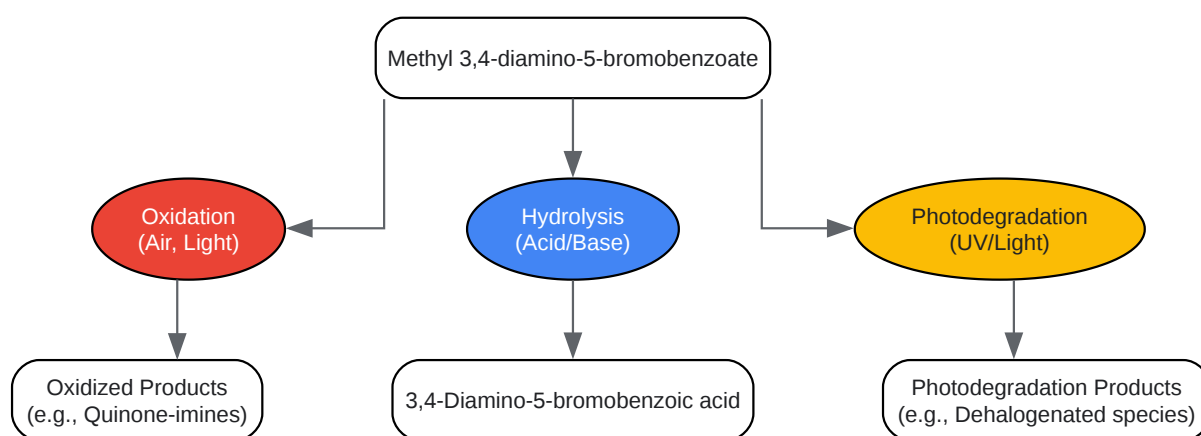 Methyl 3,4-diamino-5-bromobenzoate
Oxidation
(Air, Light)
Hydrolysis
(Acid/Base)
Photodegradation
(UV/Light)
Oxidized Products
(e.g., Quinone-imines)
3,4-Diamino-5-bromobenzoic acid
Photodegradation Products
(e.g., Dehalogenated species)